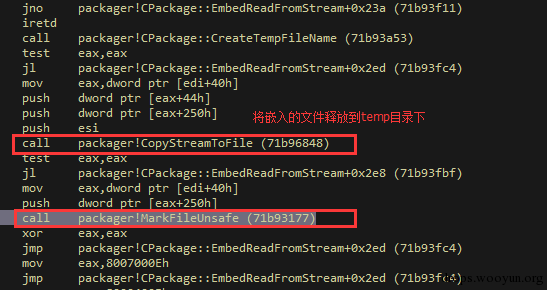 jno packager!CPackage::EmbedReadFromStream+0x23a (71b93f11)
iretd
call packager!CPackage::CreateTempFileName (71b93a53)
test eax,eax
jl packager!CPackage::EmbedReadFromStream+0x2ed (71b93fc4)
mov eax,dword ptr [edi+40h]
push dword ptr [eax+44h]
push dword ptr [eax+250h]
将嵌入的文件释放到temp目录下
push esi
call packager!CopyStreamToFile (71b96848)
test eax,eax
jl packager!CPackage::EmbedReadFromStream+0x2e8 (71b93fbf)
mov eax,dword ptr [edi+40h]
push dword ptr [eax+250h]
call packager!MarkFileUnsafe (71b93177)
xor eax,eax
jmp packager!CPackage::EmbedReadFromStream+0x2ed (71b93fc4)
mov eax,8007000Eh
jmp packager!CPackage::EmbedReadFromStream+0x2ed